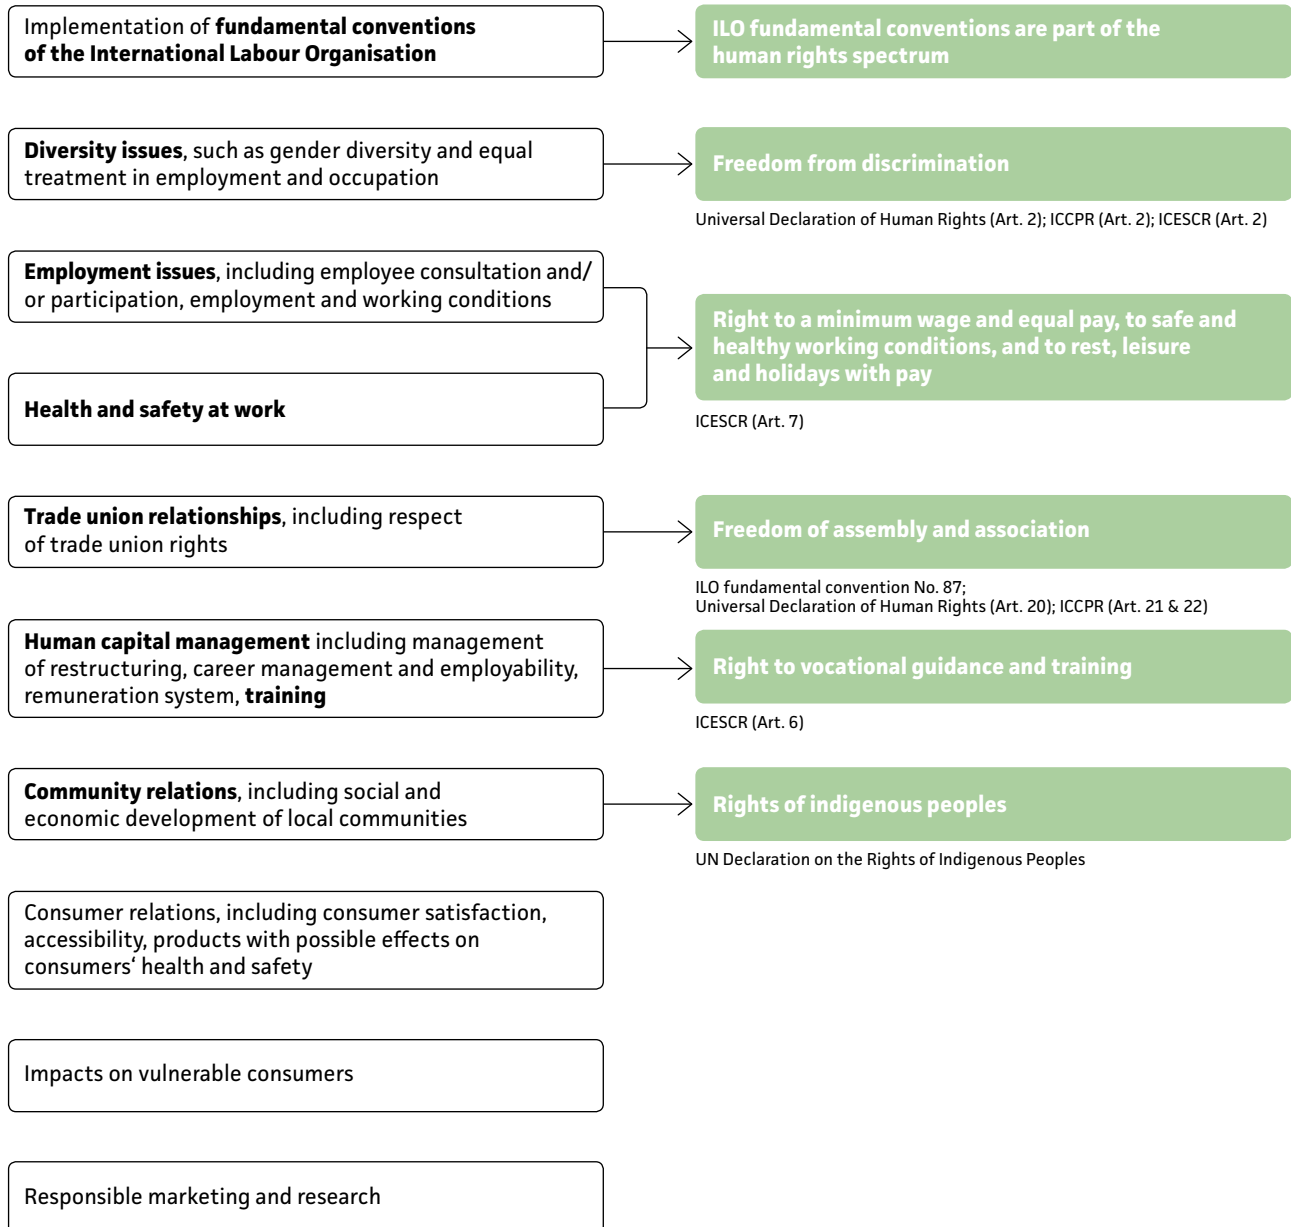 Implementation of fundamental conventions
of the International Labour Organisation
ILO fundamental conventions are part of the
human rights spectrum
Diversity issues, such as gender diversity and equal
treatment in employment and occupation
Freedom from discrimination
Universal Declaration of Human Rights (Art. 2); ICCPR (Art. 2); ICESCR (Art. 2)
Employment issues, including employee consultation and/
or participation, employment and working conditions
Health and safety at work
Right to a minimum wage and equal pay, to safe and
healthy working conditions, and to rest, leisure
and holidays with pay
ICESCR (Art. 7)
Trade union relationships, including respect
of trade union rights
Freedom of assembly and association
ILO fundamental convention No. 87;
Universal Declaration of Human Rights (Art. 20); ICCPR (Art. 21 & 22)
Human capital management including management
of restructuring, career management and employability,
remuneration system, training
Right to vocational guidance and training
ICESCR (Art. 6)
Community relations, including social and
economic development of local communities
Rights of indigenous peoples
UN Declaration on the Rights of Indigenous Peoples
Consumer relations, including consumer satisfaction,
accessibility, products with possible effects on
consumers‘ health and safety
Impacts on vulnerable consumers
Responsible marketing and research